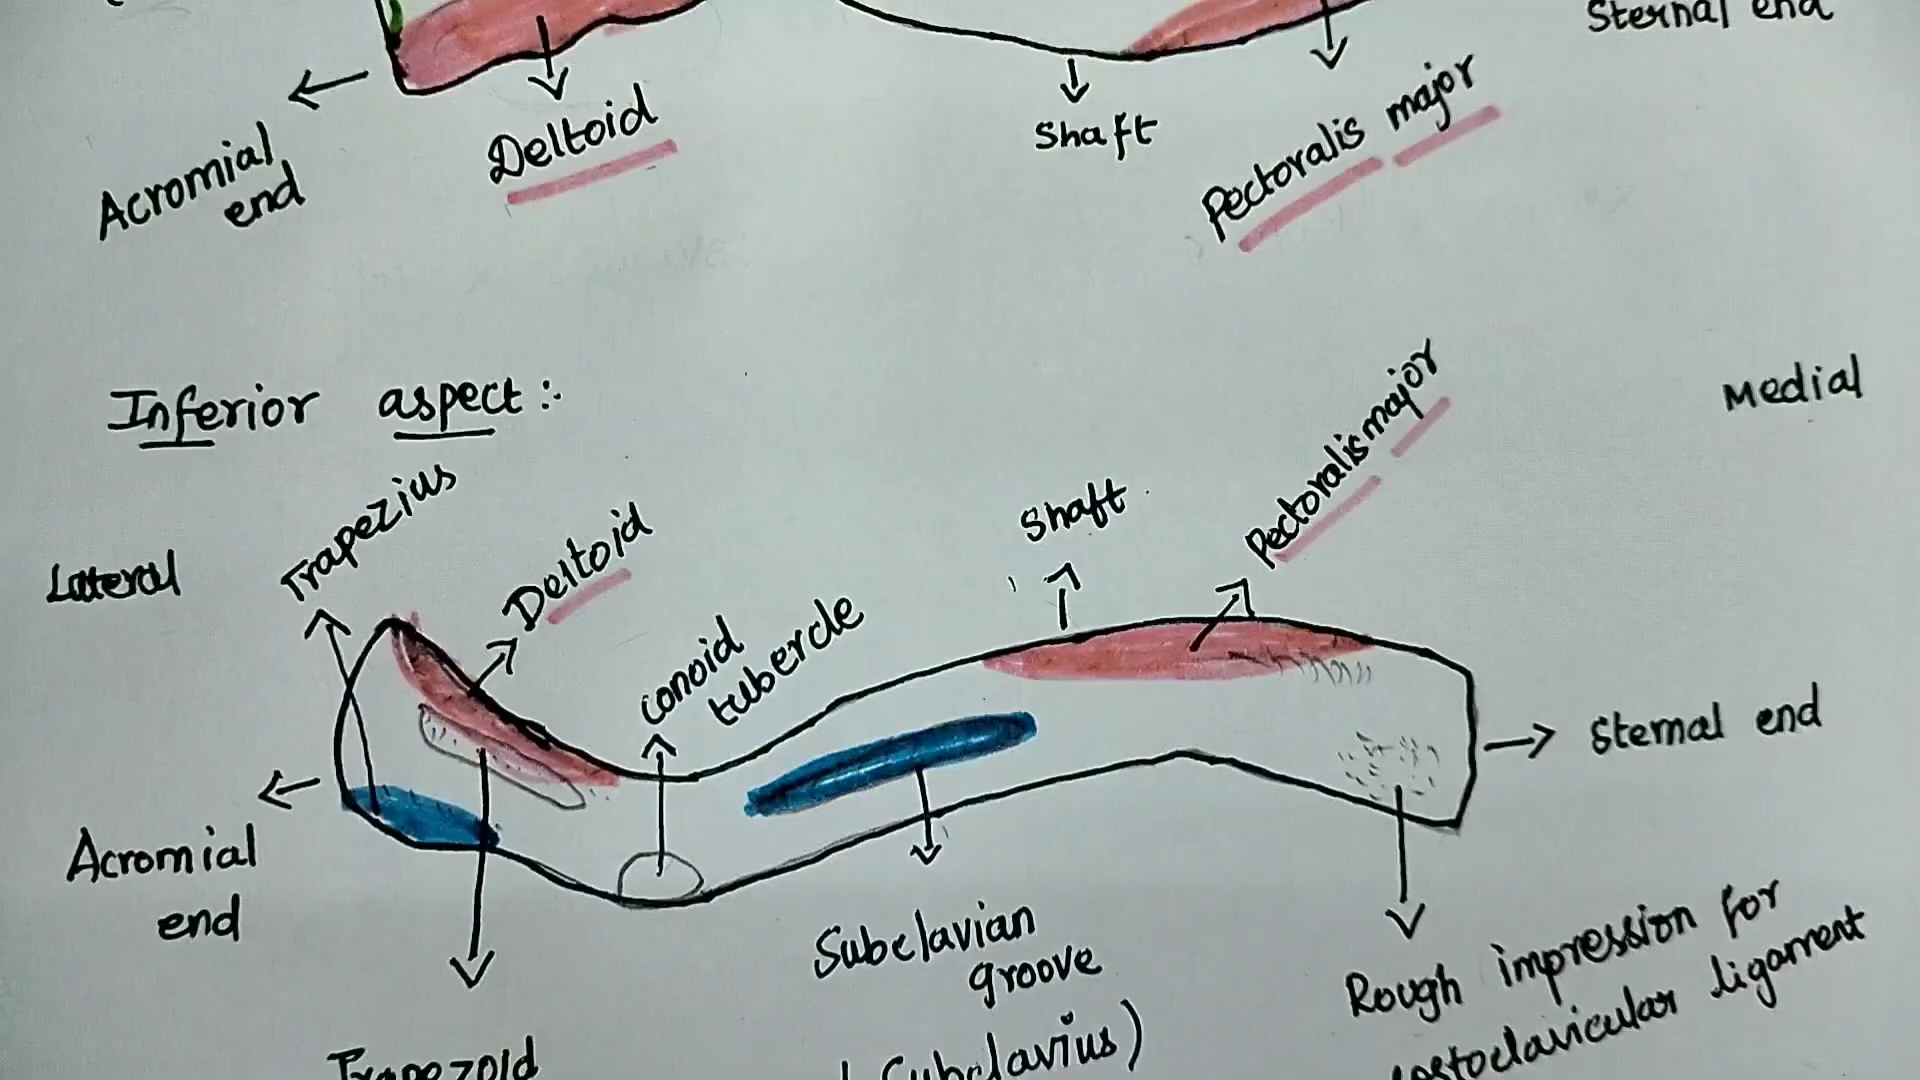 Sternal end
Acromial
end
Deltoid
Shaft
Pectoralis major
Inferior aspect :-
Medial
Lateral
Trapezius
Deltoid
conoid
tubercle
Shaft
Pectoralis major
Sternal end
Acromial
end
Subclavian
groove
(Subclavius)
Rough impression for
costoclavicular ligament
Trapezoid